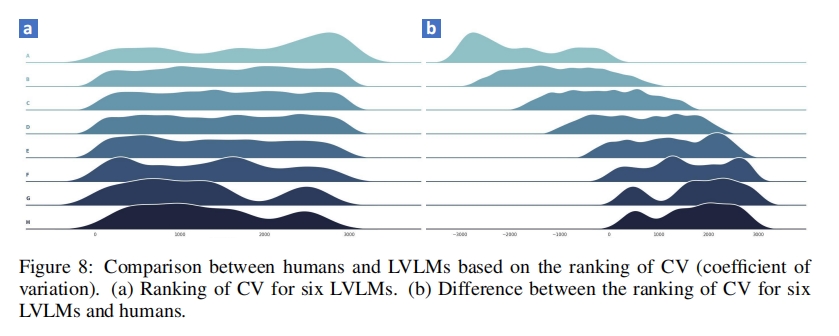 a
b
A
B
C
D
E
F
G
H
0 1000 2000 3000
−3000 −2000 −1000 0 1000 2000 3000
Figure 8: Comparison between humans and LVLMs based on the ranking of CV (coefficient of
variation). (a) Ranking of CV for six LVLMs. (b) Difference between the ranking of CV for six
LVLMs and humans.